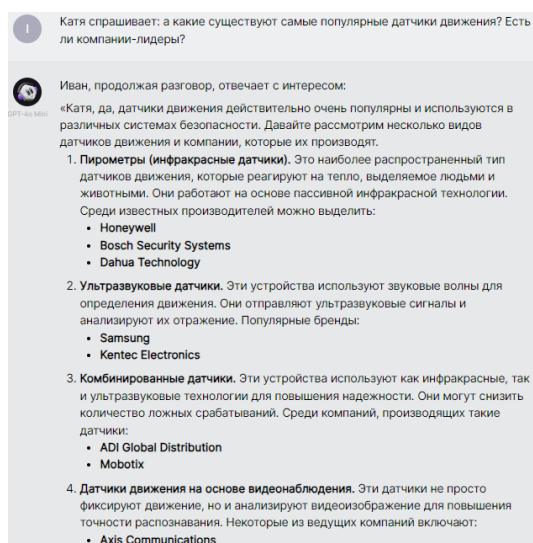 I
Катя спрашивает: а какие существуют самые популярные датчики движения? Есть
ли компании-лидеры?
GPT-4o Mini
Иван, продолжая разговор, отвечает с интересом:
«Катя, да, датчики движения действительно очень популярны и используются в
различных системах безопасности. Давайте рассмотрим несколько видов
датчиков движения и компании, которые их производят.
1. Пирометры (инфракрасные датчики). Это наиболее распространенный тип
датчиков движения, которые реагируют на тепло, выделяемое людьми и
животными. Они работают на основе пассивной инфракрасной технологии.
Среди известных производителей можно выделить:
• Honeywell
• Bosch Security Systems
• Dahua Technology
2. Ультразвуковые датчики. Эти устройства используют звуковые волны для
определения движения. Они отправляют ультразвуковые сигналы и
анализируют их отражение. Популярные бренды:
• Samsung
• Kentec Electronics
3. Комбинированные датчики. Эти устройства используют как инфракрасные, так
и ультразвуковые технологии для повышения надежности. Они могут снизить
количество ложных срабатываний. Среди компаний, производящих такие
датчики:
• ADI Global Distribution
• Mobotix
4. Датчики движения на основе видеонаблюдения. Эти датчики не просто
фиксируют движение, но и анализируют видеоизображение для повышения
точности распознавания. Некоторые из ведущих компаний включают:
• Axis Communications